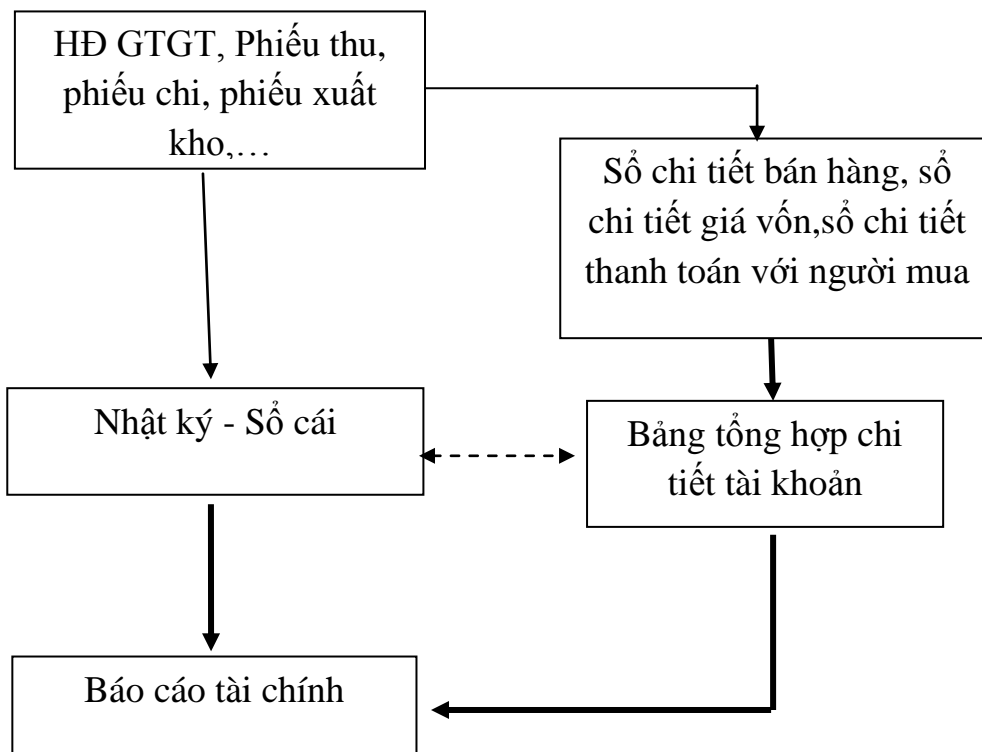 HĐ GTGT, Phiếu thu,
phiếu chi, phiếu xuất
kho,…
Sổ chi tiết bán hàng, sổ
chi tiết giá vốn,sổ chi tiết
thanh toán với người mua
Nhật ký - Sổ cái
Bảng tổng hợp chi
tiết tài khoản
Báo cáo tài chính